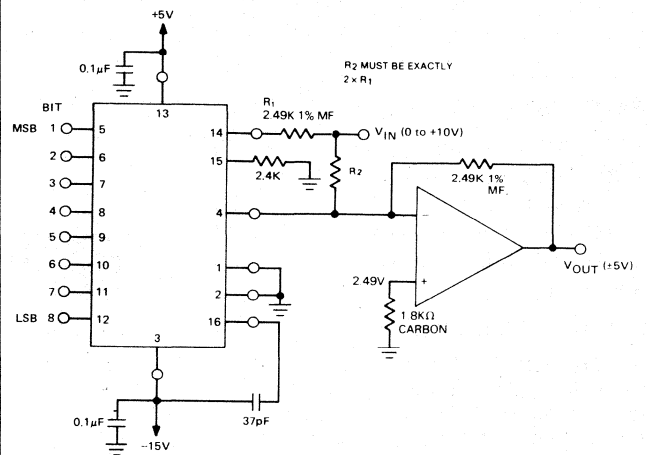 +5V
0.1µF
R2 MUST BE EXACTLY
2 × R1
BIT
13
R1
2.49K 1% MF
MSB 1 5
14
VIN (0 to +10V)
2 6
15
2.4K
R2
2.49K 1%
MF
3 7
4 8
4
−
5 9
6 10
1
VOUT (±5V)
7 11
2
2.49V
+
LSB 8 12
16
1 8KΩ
CARBON
3
0.1µF
37pF
−15V